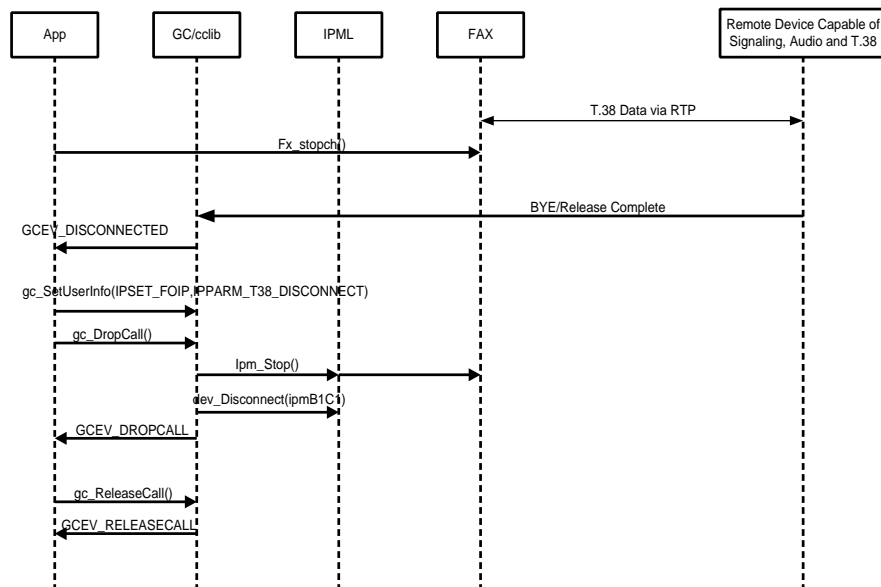 App
GC/cclib
IPML
FAX
Remote Device Capable of
Signaling, Audio and T.38
T.38 Data via RTP
Fx_stopch()
BYE/Release Complete
GCEV_DISCONNECTED
gc_SetUserInfo(IPSET_FOIP,IPPARM_T38_DISCONNECT)
gc_DropCall()
Ipm_Stop()
dev_Disconnect(ipmB1C1)
GCEV_DROPCALL
gc_ReleaseCall()
GCEV_RELEASECALL